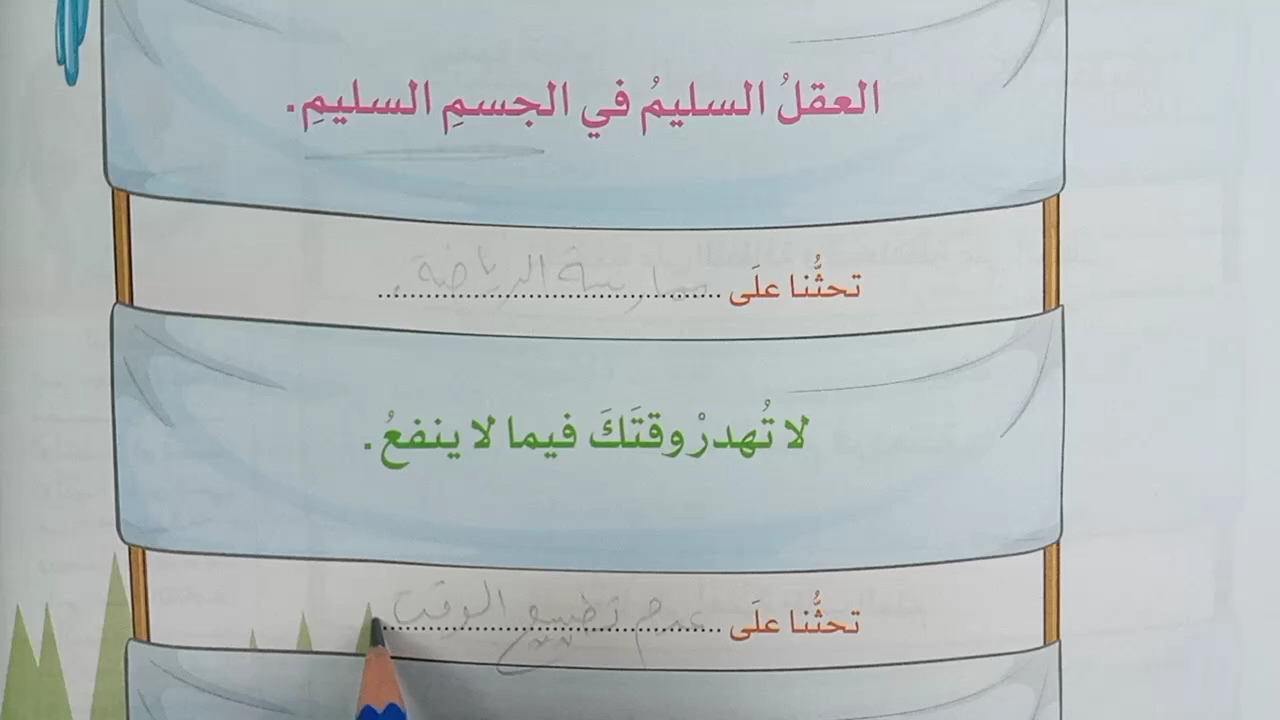 العقلُ السليمُ في الجسمِ السليمِ.
تحثُّنا علَى ممارسة الرياضة.
لا تُهدرْ وقتَكَ فيما لا ينفعُ.
تحثُّنا علَى عدم تضييع الوقت